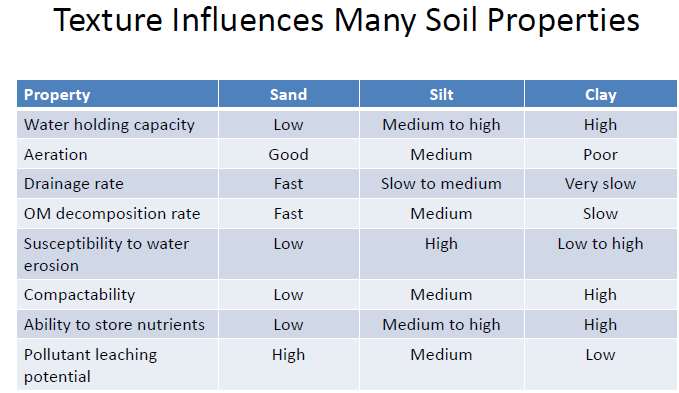 Texture Influences Many Soil Properties
Property Sand Silt Clay
Water holding capacity Low Medium to high High
Aeration Good Medium Poor
Drainage rate Fast Slow to medium Very slow
OM decomposition rate Fast Medium Slow
Susceptibility to water Low High Low to high
erosion
Compactability Low Medium High
Ability to store nutrients Low Medium to high High
Pollutant leaching High Medium Low
potential